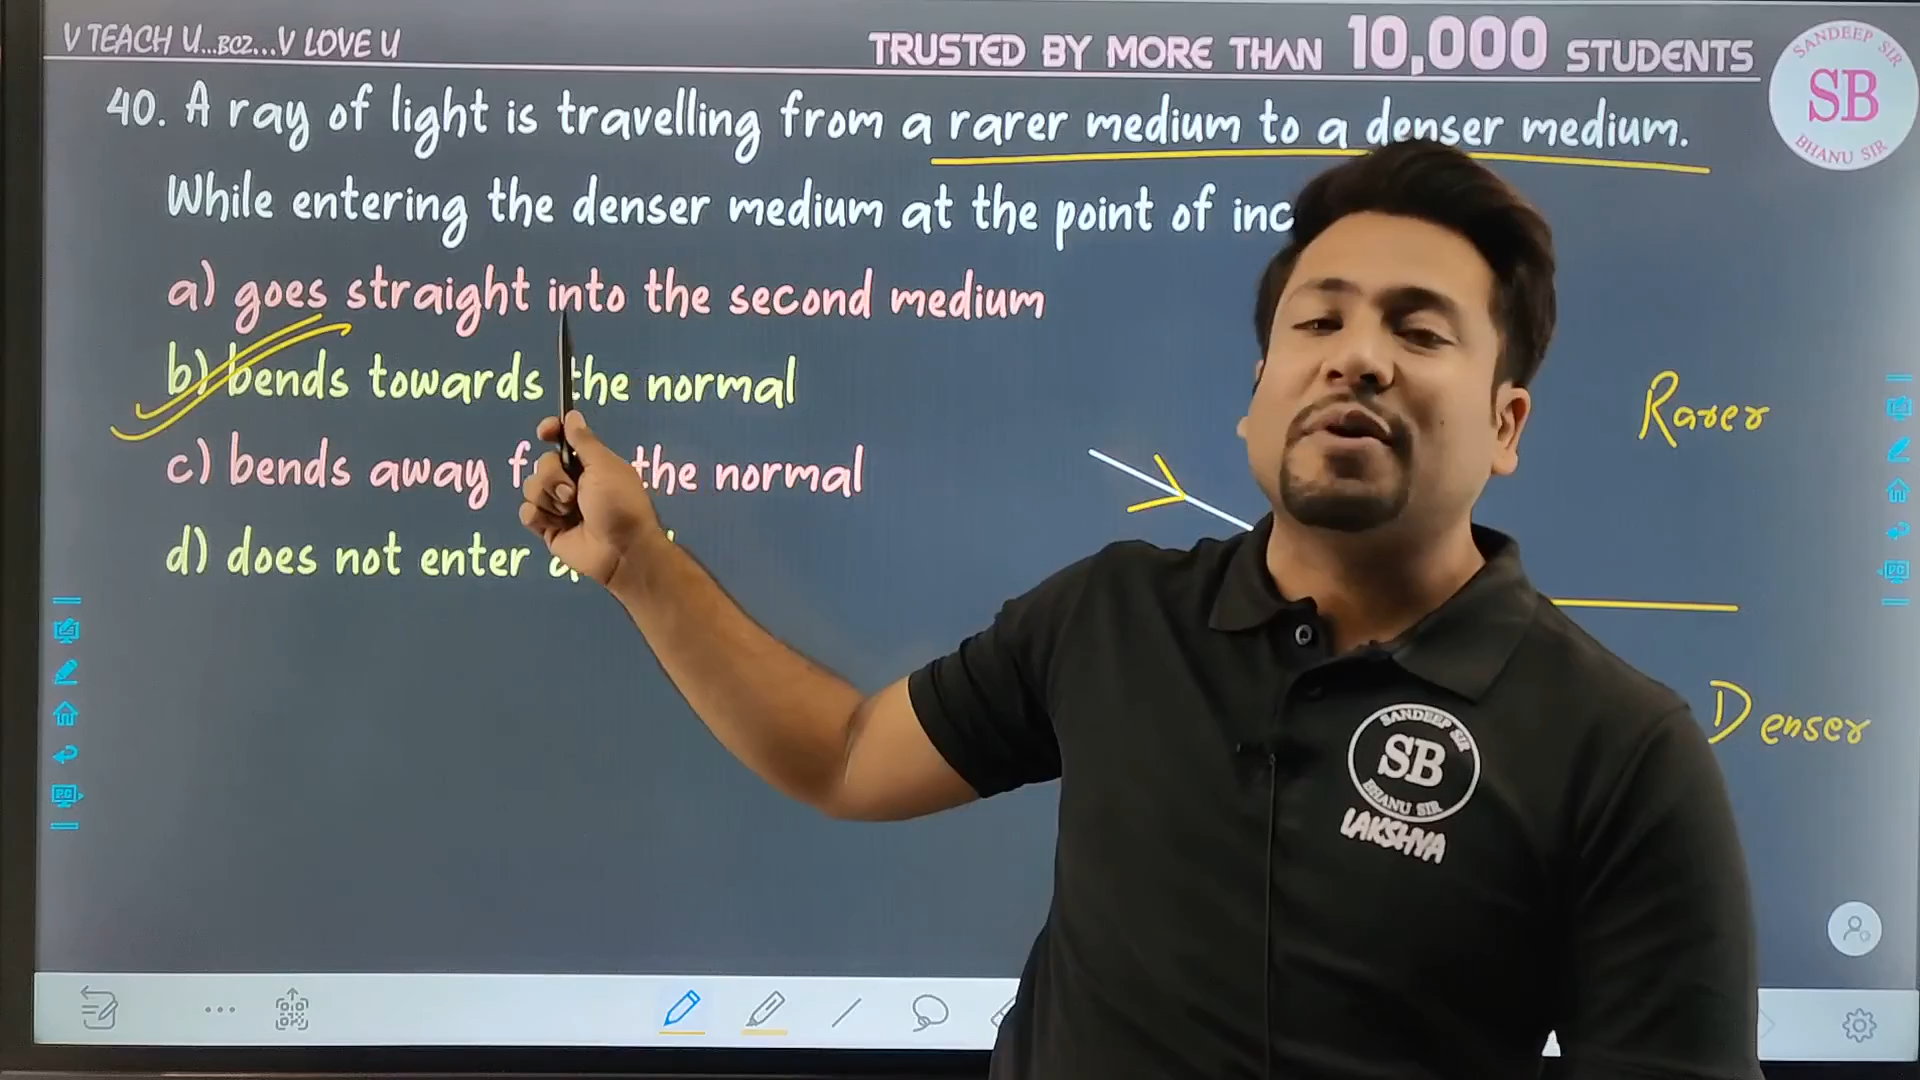 V TEACH U...BCZ...V LOVE U
TRUSTED BY MORE THAN 10,000 STUDENTS
SANDEEP SIR
SB
BHANU SIR
40. A ray of light is travelling from a rarer medium to a denser medium.
While entering the denser medium at the point of inc
a) goes straight into the second medium
b) bends towards the normal
c) bends away f the normal
d) does not enter
Rarer
Denser
SANDEEP SIR
SB
BHANU SIR
LAKSHYA